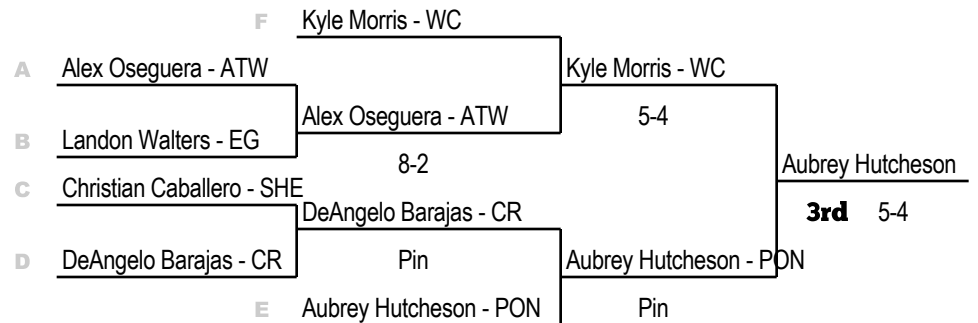 F Kyle Morris - WC
A Alex Oseguera - ATW
Kyle Morris - WC
Alex Oseguera - ATW
5-4
B Landon Walters - EG
8-2
Aubrey Hutcheson
C Christian Caballero - SHE
DeAngelo Barajas - CR
3rd 5-4
D DeAngelo Barajas - CR
Pin
Aubrey Hutcheson - PON
E Aubrey Hutcheson - PON
Pin